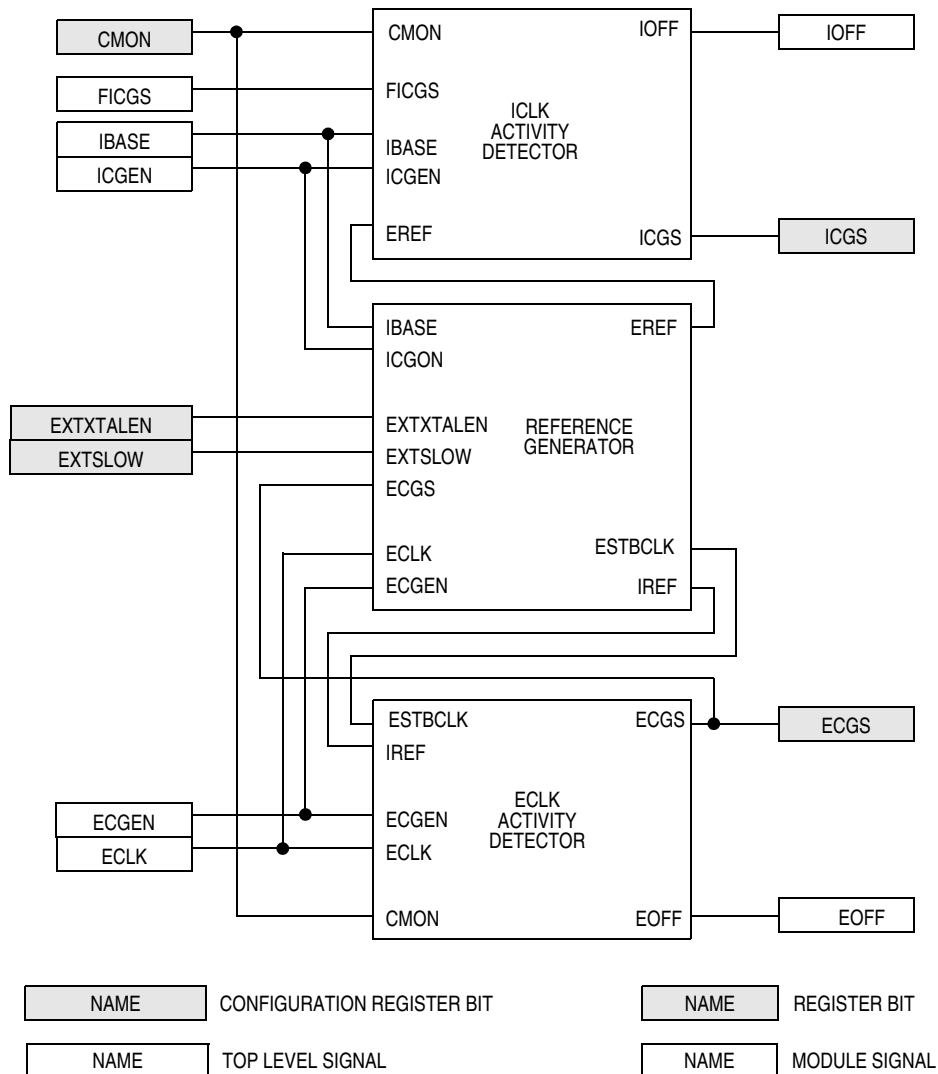 CMON
FICGS
IBASE
ICGEN
CMON
IOFF
FICGS
ICLK
ACTIVITY
DETECTOR
IBASE
ICGEN
EREF
ICGS
IOFF
ICGS
IBASE
EREF
ICGON
EXTXTALEN
EXTSLOW
EXTXTALEN
REFERENCE
GENERATOR
EXTSLOW
ECGS
ECLK
ESTBCLK
ECGEN
IREF
ESTBCLK
ECGS
IREF
ECGS
ECGEN
ECLK
ECLK
ACTIVITY
DETECTOR
ECGEN
ECLK
CMON
EOFF
EOFF
NAME CONFIGURATION REGISTER BIT
NAME REGISTER BIT
NAME TOP LEVEL SIGNAL
NAME MODULE SIGNAL